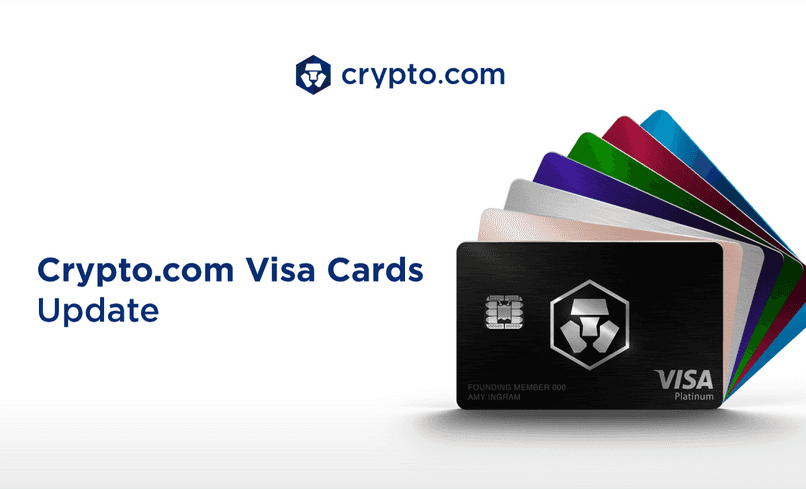 crypto.com
Crypto.com Visa Cards
Update
FOUNDING MEMBER 000
AMY INGRAM
VISA
Platinum